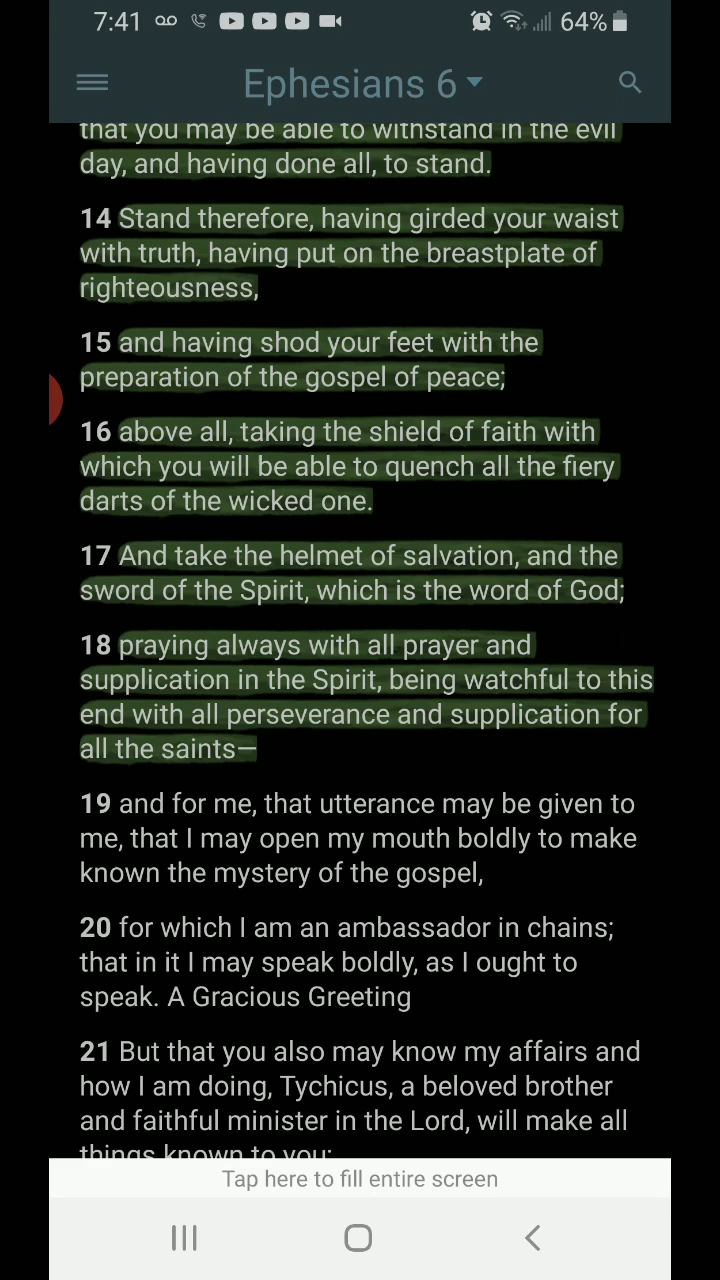 7:41 64%
Ephesians 6
that you may be able to withstand in the evil
day, and having done all, to stand.
14 Stand therefore, having girded your waist
with truth, having put on the breastplate of
righteousness,
15 and having shod your feet with the
preparation of the gospel of peace;
16 above all, taking the shield of faith with
which you will be able to quench all the fiery
darts of the wicked one.
17 And take the helmet of salvation, and the
sword of the Spirit, which is the word of God;
18 praying always with all prayer and
supplication in the Spirit, being watchful to this
end with all perseverance and supplication for
all the saints—
19 and for me, that utterance may be given to
me, that I may open my mouth boldly to make
known the mystery of the gospel,
20 for which I am an ambassador in chains;
that in it I may speak boldly, as I ought to
speak. A Gracious Greeting
21 But that you also may know my affairs and
how I am doing, Tychicus, a beloved brother
and faithful minister in the Lord, will make all
things known to you;
Tap here to fill entire screen